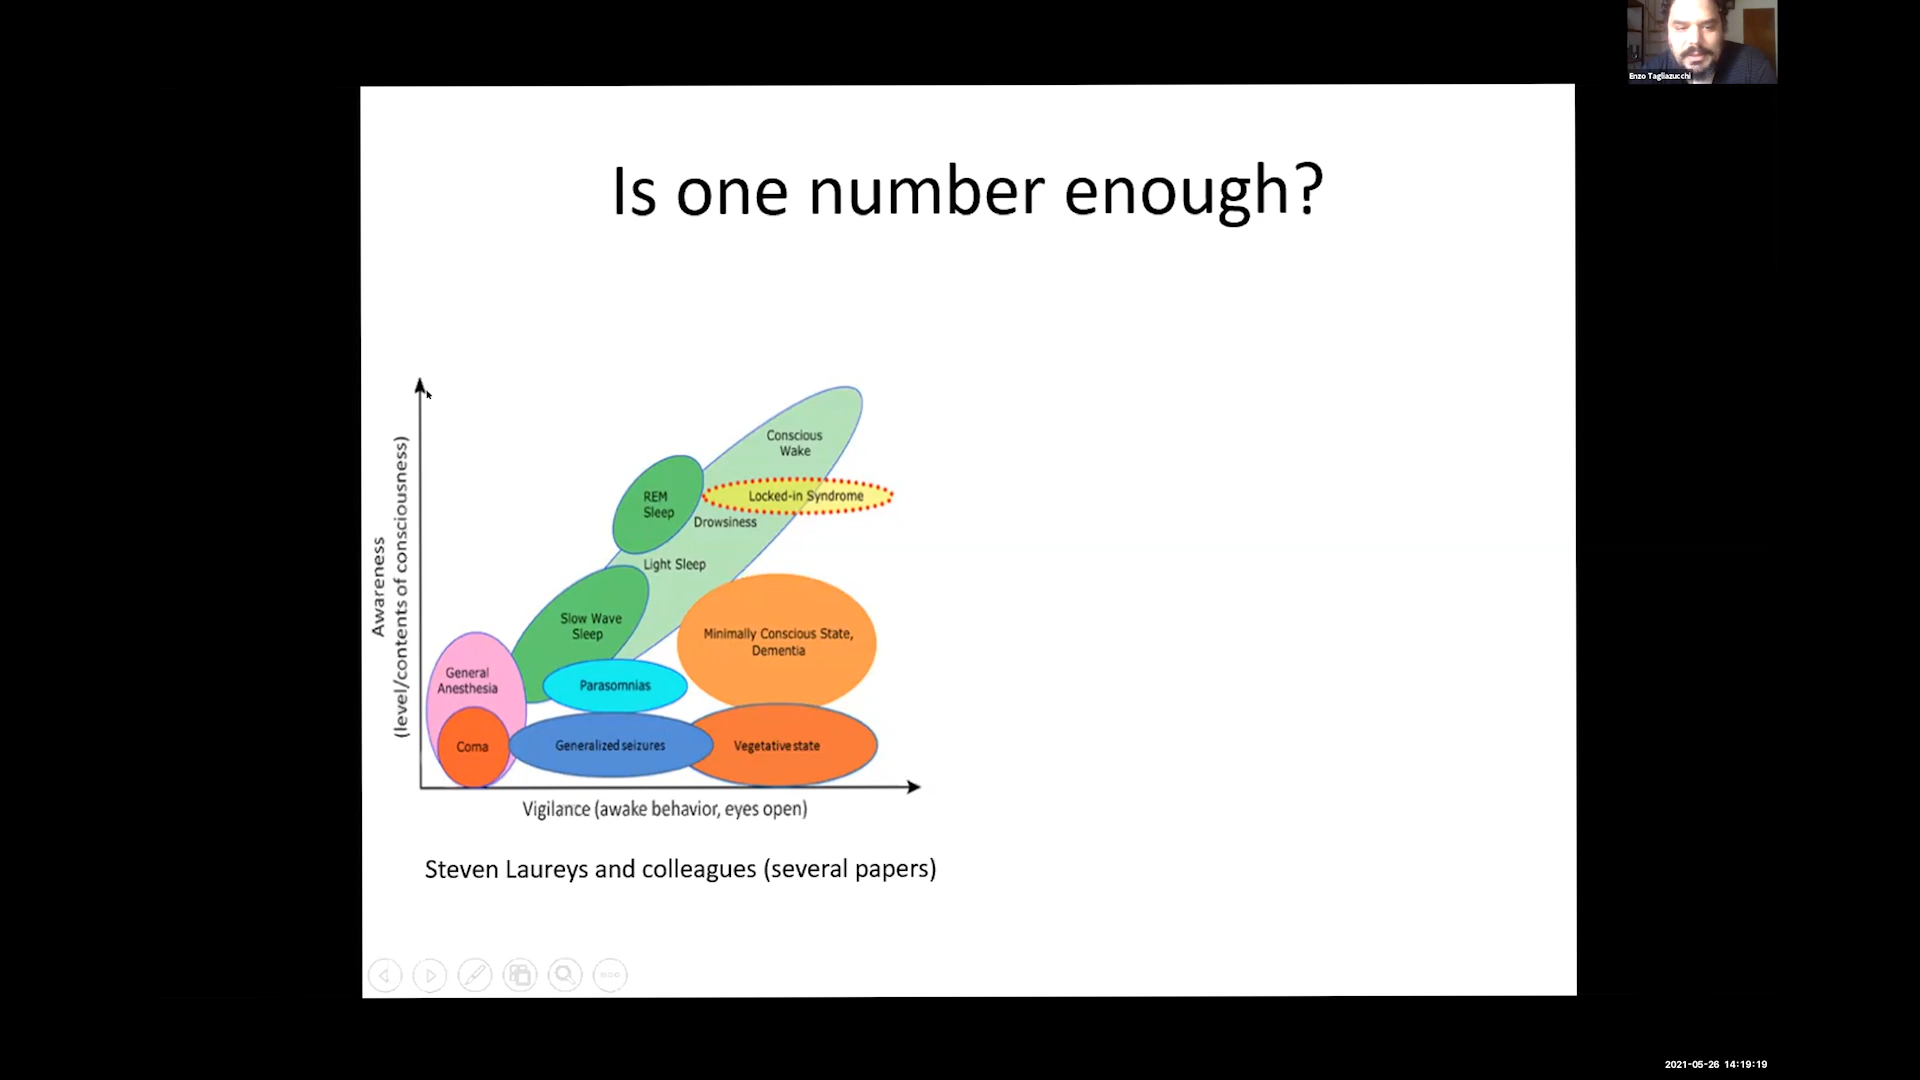 Enzo Tagliazucchi
Is one number enough?
Awareness
(level/contents of consciousness)
Conscious
Wake
REM
Sleep
Locked-in Syndrome
Drowsiness
Light Sleep
Slow Wave
Sleep
Minimally Conscious State,
Dementia
General
Anesthesia
Parasomnias
Coma
Generalized seizures
Vegetative state
Vigilance (awake behavior, eyes open)
Steven Laureys and colleagues (several papers)
2021-05-26 14:19:19